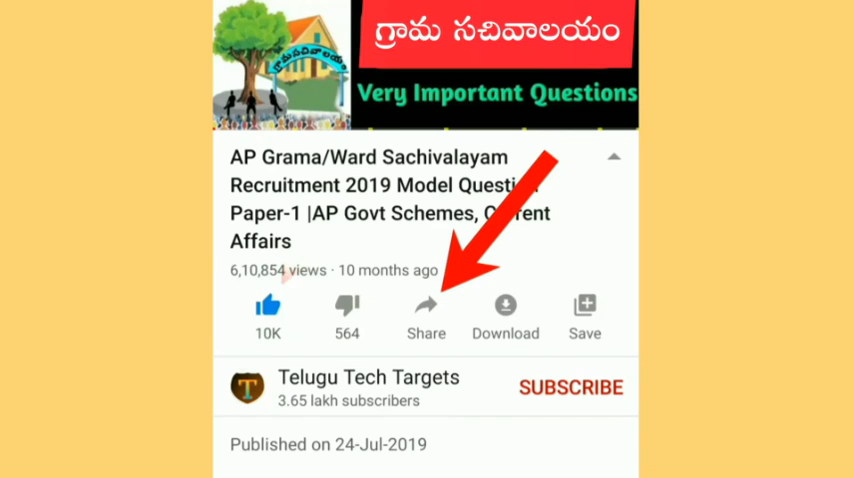 గ్రామ సచివాలయం
గ్రామసచివాలయం
Very Important Questions
AP Grama/Ward Sachivalayam
Recruitment 2019 Model Question
Paper-1 |AP Govt Schemes, Current
Affairs
6,10,854 views · 10 months ago
10K
564
Share
Download
Save
T
Telugu Tech Targets
3.65 lakh subscribers
SUBSCRIBE
Published on 24-Jul-2019